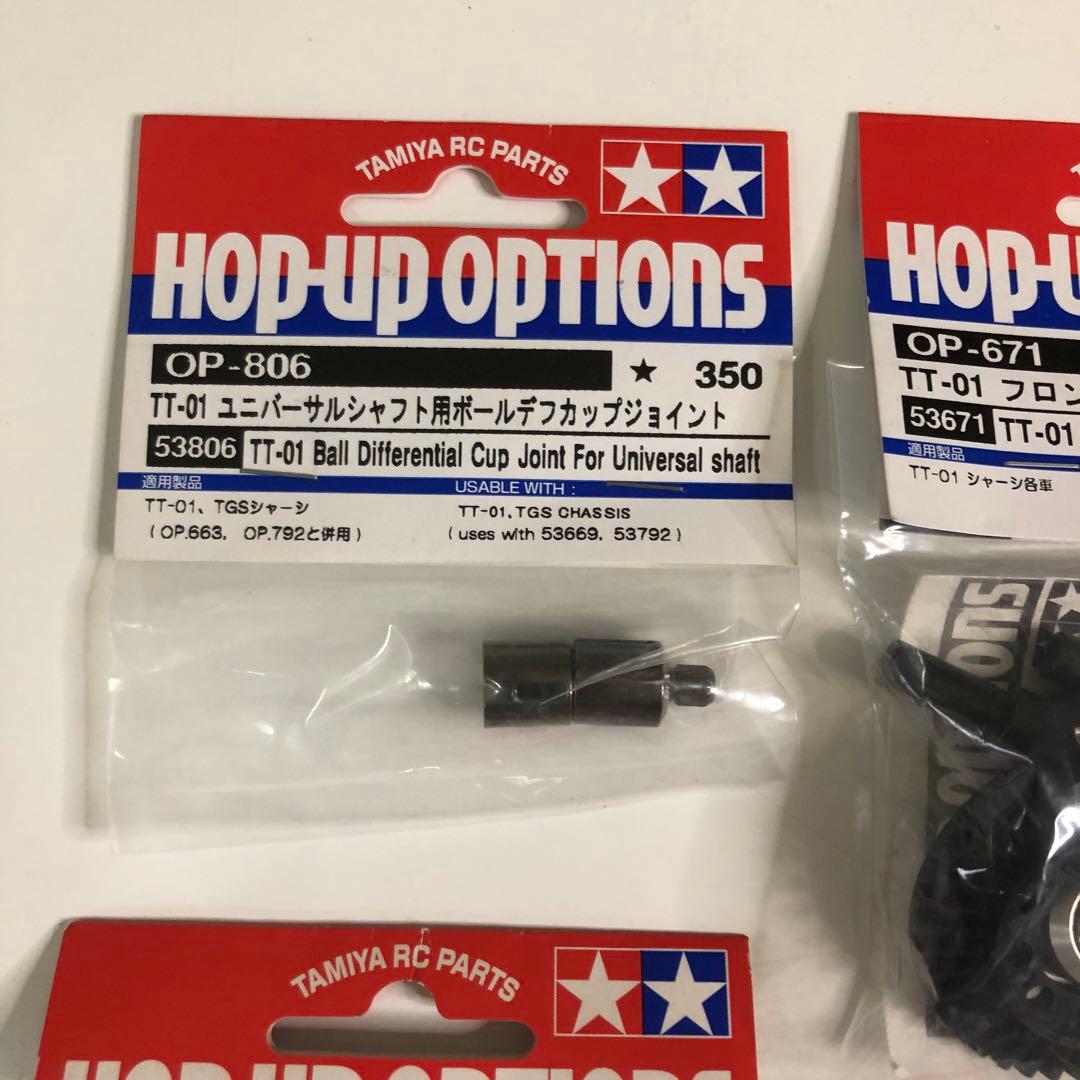 TAMIYA RC PARTS
HOP-UP OPTIONS
OP-806 ★ 350
TT-01 ユニバーサルシャフト用ボールデフカップジョイント
53806 TT-01 Ball Differential Cup Joint For Universal shaft
適用製品 USABLE WITH :
TT-01、TGSシャーシ TT-01, TGS CHASSIS
(OP.663, OP.792と併用) (uses with 53669, 53792)
HOP-U
OP-671
TT-01 フロン
53671 TT-01
適用製品
TT-01 シャーシ各車
TAMIYA RC PARTS
HOP-UP OPTIONS